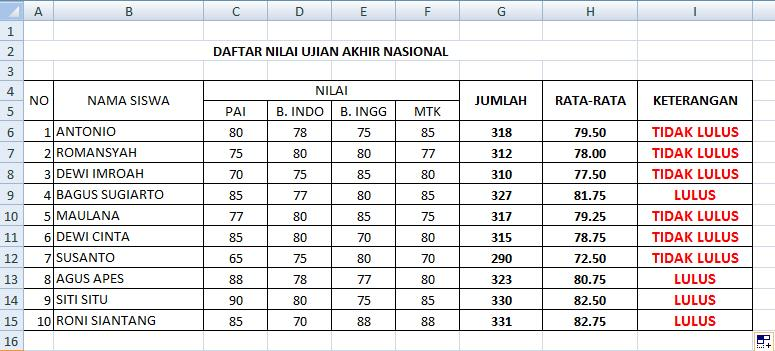 A B C D E F G H I
1
2 DAFTAR NILAI UJIAN AKHIR NASIONAL
3
4 NO NAMA SISWA NILAI JUMLAH RATA-RATA KETERANGAN
5 PAI B. INDO B. INGG MTK
6 1 ANTONIO 80 78 75 85 318 79.50 TIDAK LULUS
7 2 ROMANSYAH 75 80 80 77 312 78.00 TIDAK LULUS
8 3 DEWI IMROAH 70 75 85 80 310 77.50 TIDAK LULUS
9 4 BAGUS SUGIARTO 85 77 80 85 327 81.75 LULUS
10 5 MAULANA 77 80 85 75 317 79.25 TIDAK LULUS
11 6 DEWI CINTA 85 80 70 80 315 78.75 TIDAK LULUS
12 7 SUSANTO 65 75 80 70 290 72.50 TIDAK LULUS
13 8 AGUS APES 88 78 77 80 323 80.75 LULUS
14 9 SITI SITU 90 80 75 85 330 82.50 LULUS
15 10 RONI SIANTANG 85 70 88 88 331 82.75 LULUS
16